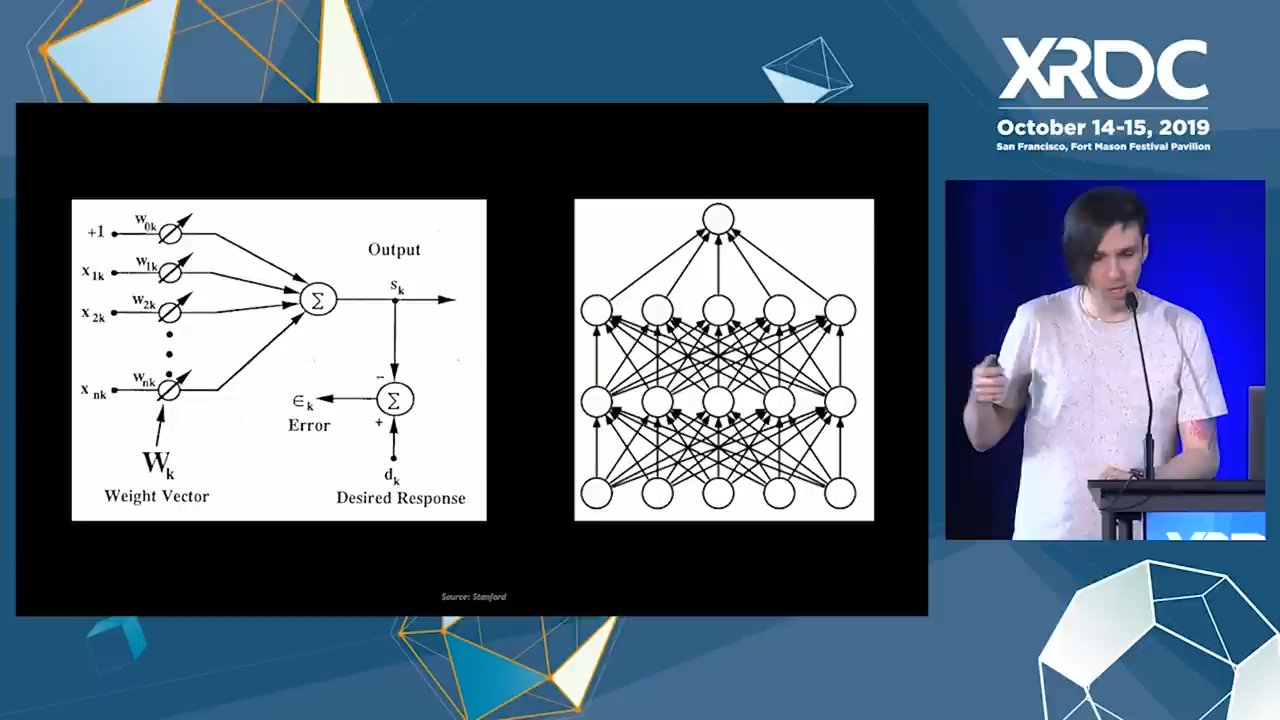 XRDC
October 14-15, 2019
San Francisco, Fort Mason Festival Pavilion
+1
w0k
x1k
w1k
x2k
w2k
xnk
wnk
Wk
Weight Vector
Σ
Output
sk
−
Σ
+
∈k
Error
dk
Desired Response
Source: Stanford